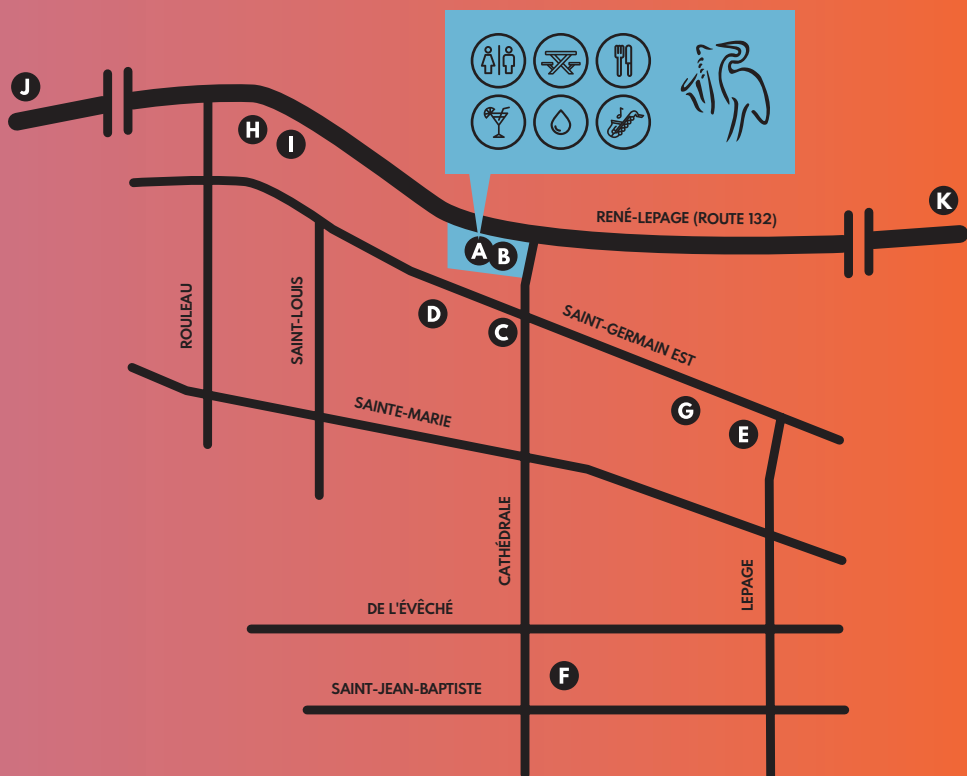 J
H
I
K
RENÉ-LEPAGE (ROUTE 132)
A
B
ROULEAU
SAINT-LOUIS
D
C
SAINT-GERMAIN EST
SAINTE-MARIE
G
E
CATHÉDRALE
LEPAGE
DE L'ÉVÊCHÉ
F
SAINT-JEAN-BAPTISTE